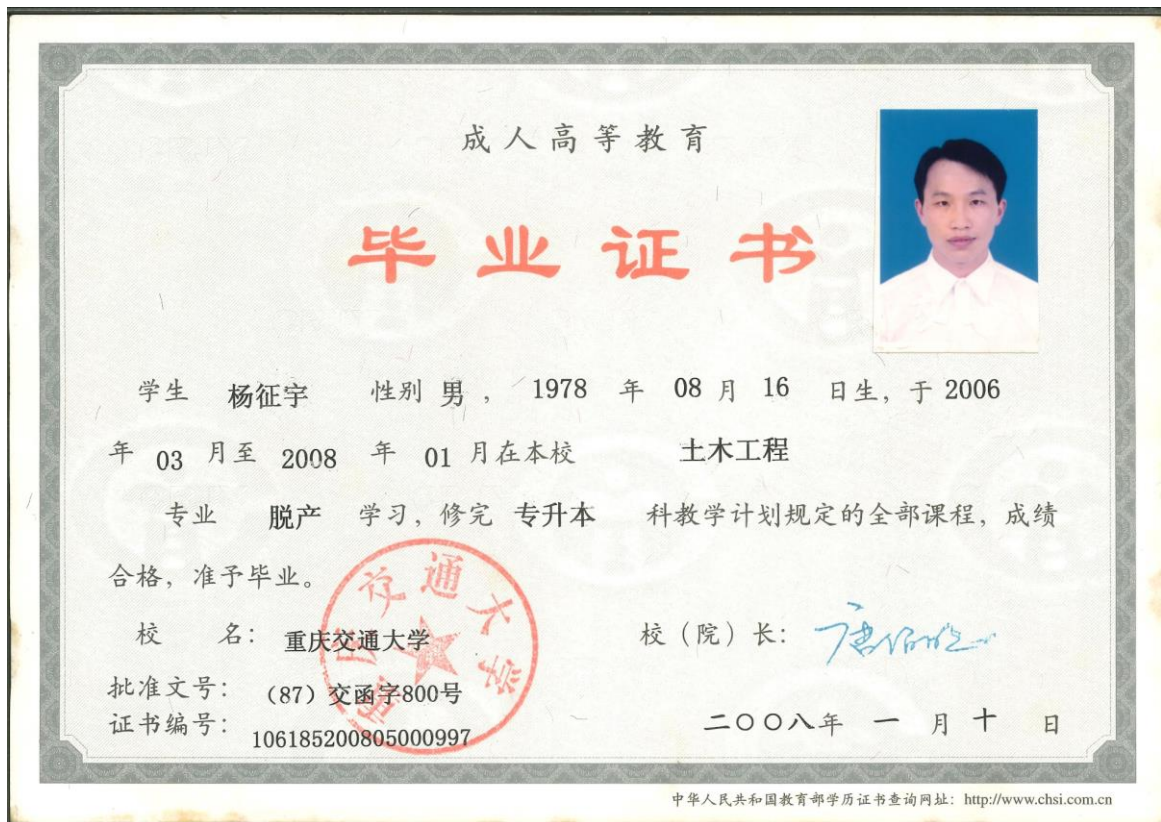 成人高等教育
毕业证书
学生 杨征宇 性别 男 ， 1978 年 08 月 16 日生，于 2006
年 03 月至 2008 年 01 月在本校 土木工程
专业 脱产 学习，修完 专升本 科教学计划规定的全部课程，成绩
合格，准予毕业。
校 名： 重庆交通大学 校（院）长：
批准文号： （87）交函字800号
证书编号： 106185200805000997
二〇〇八年 一 月 十 日
重庆交通大学
中华人民共和国教育部学历证书查询网址：http://www.chsi.com.cn